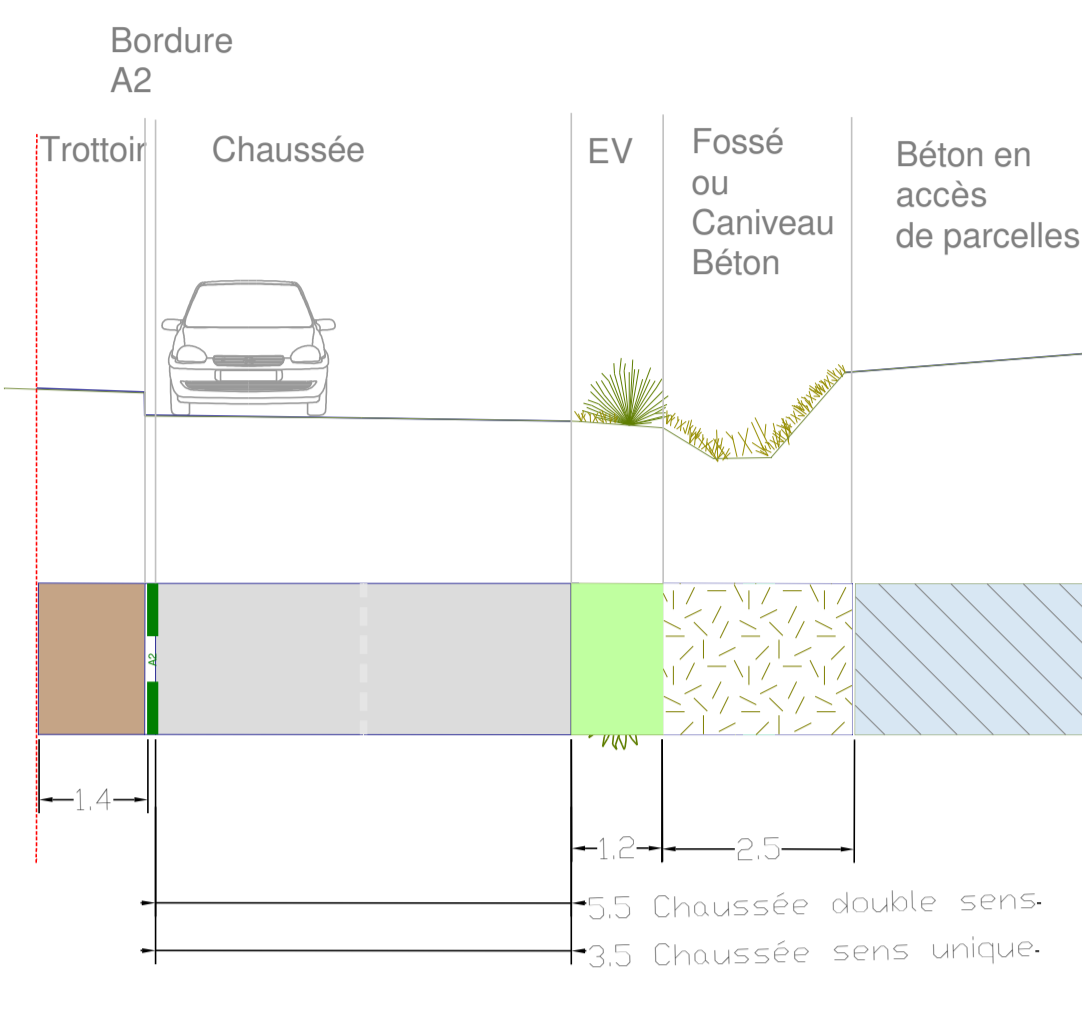 Bordure
A2
Trottoir
Chaussée
EV
Fossé
ou
Caniveau
Béton
Béton en
accès
de parcelles
A2
1.4
1.2
2.5
5.5 Chaussée double sens
3.5 Chaussée sens unique